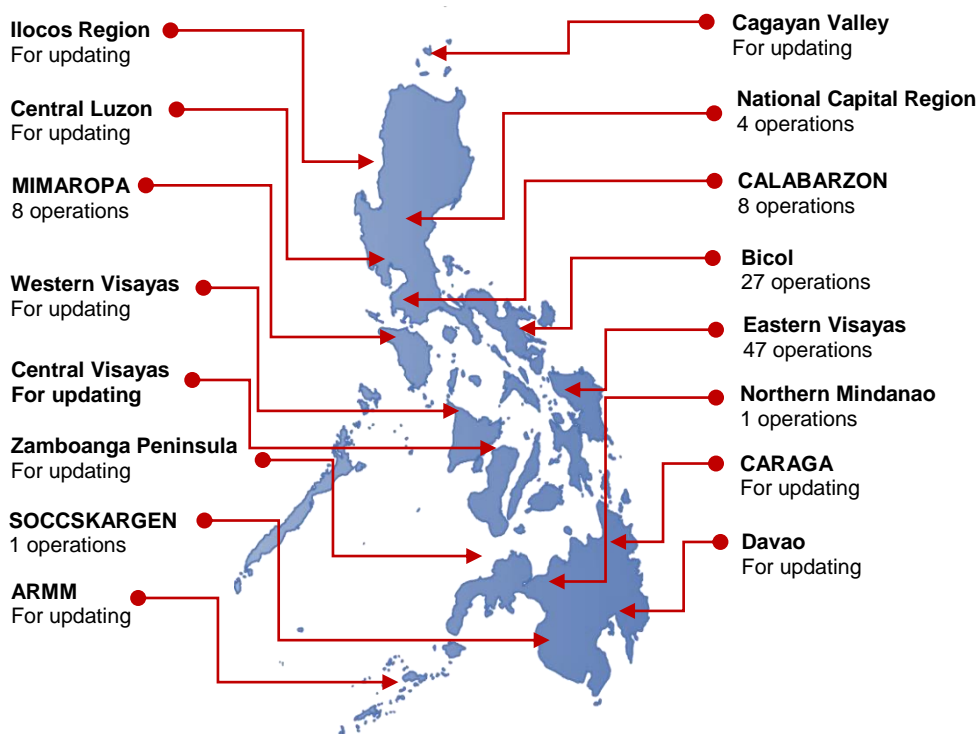 Ilocos Region
For updating
Central Luzon
For updating
MIMAROPA
8 operations
Western Visayas
For updating
Central Visayas
For updating
Zamboanga Peninsula
For updating
SOCCSKARGEN
1 operations
ARMM
For updating
Cagayan Valley
For updating
National Capital Region
4 operations
CALABARZON
8 operations
Bicol
27 operations
Eastern Visayas
47 operations
Northern Mindanao
1 operations
CARAGA
For updating
Davao
For updating